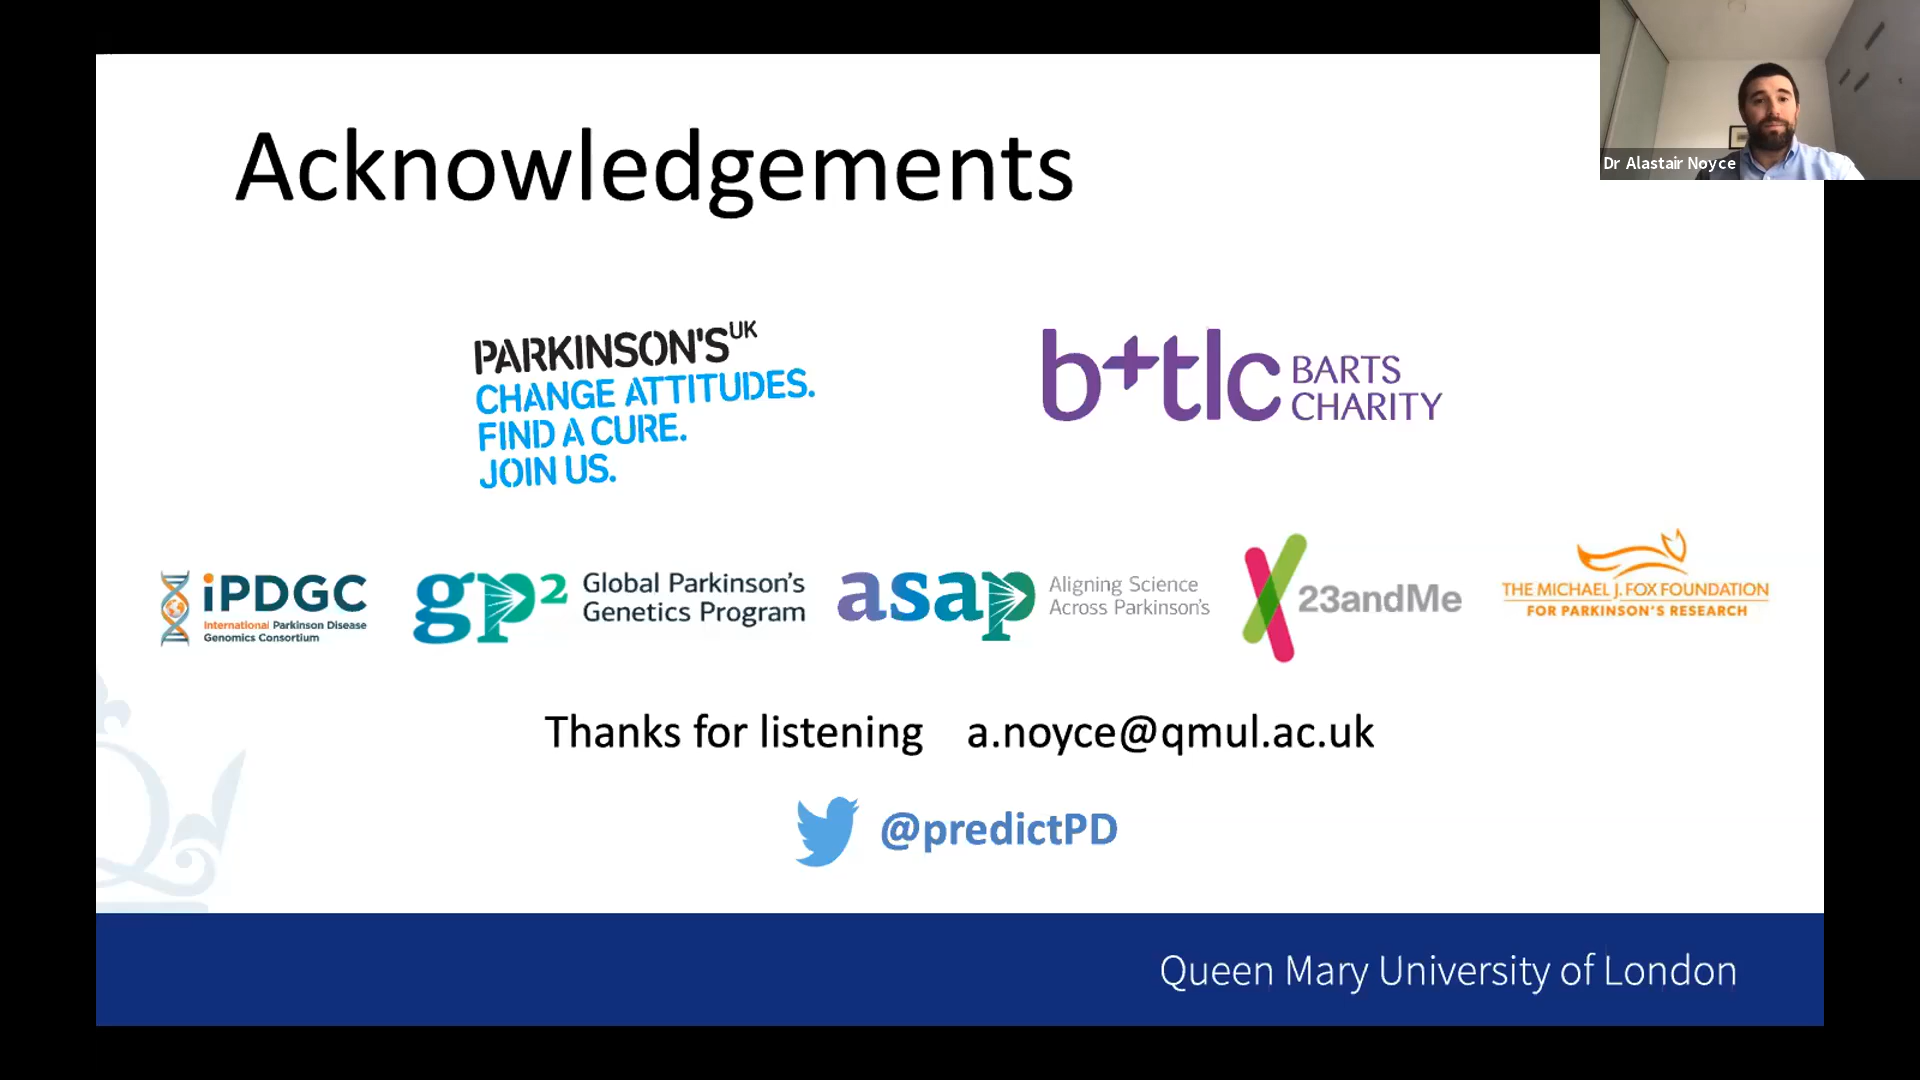 Acknowledgements
Dr Alastair Noyce
PARKINSON'S UK
CHANGE ATTITUDES.
FIND A CURE.
JOIN US.
b+tlc BARTS
CHARITY
iPDGC
International Parkinson Disease
Genomics Consortium
gp2 Global Parkinson's
Genetics Program
asap Aligning Science
Across Parkinson's
23andMe
THE MICHAEL J. FOX FOUNDATION
FOR PARKINSON'S RESEARCH
Thanks for listening a.noyce@qmul.ac.uk
@predictPD
Queen Mary University of London